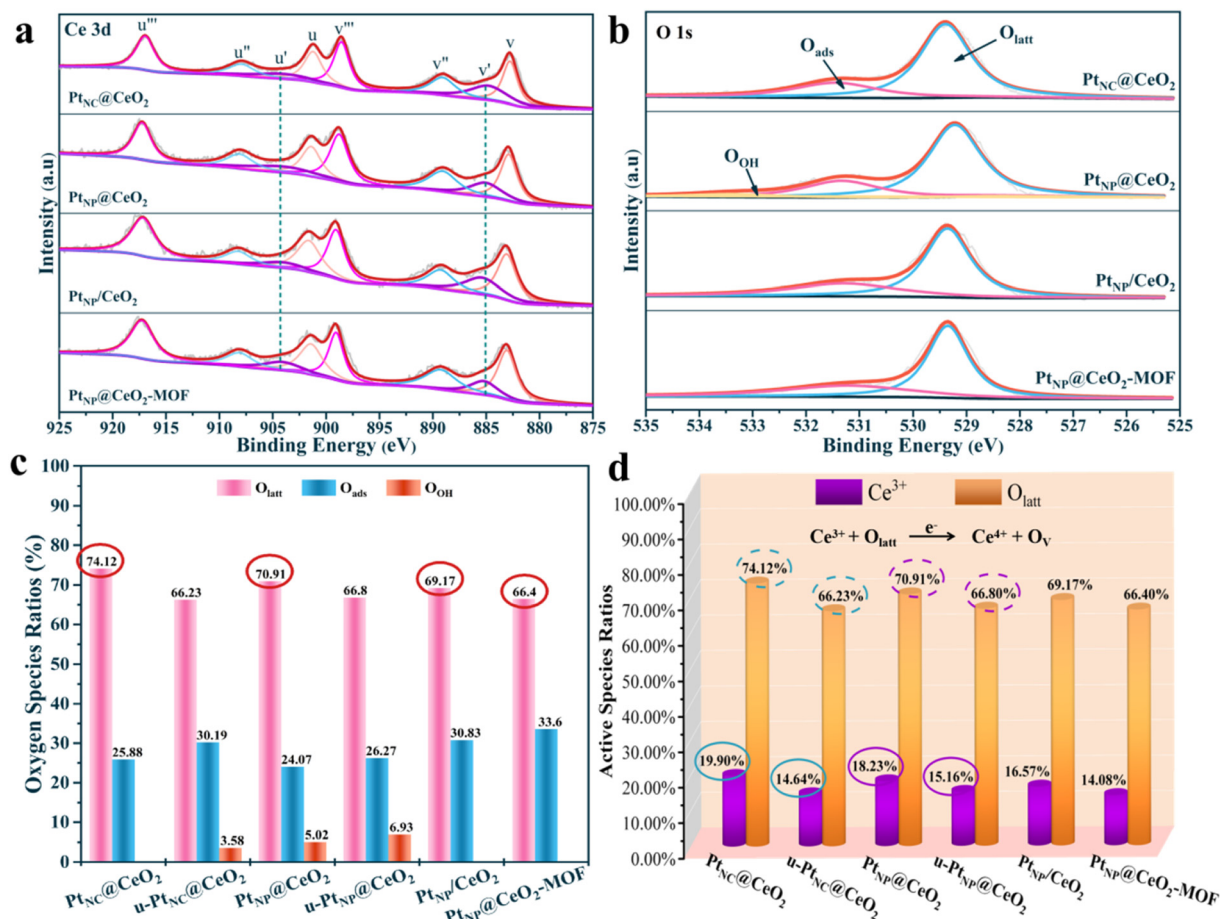 a
Ce 3d
u'''
u''
u'
u
v'''
v''
v'
v
Pt_NC@CeO₂
Pt_NP@CeO₂
Pt_NP/CeO₂
Pt_NP@CeO₂-MOF
Intensity (a.u)
925 920 915 910 905 900 895 890 885 880 875
Binding Energy (eV)
b
O 1s
O_ads
O_latt
Pt_NC@CeO₂
O_OH
Pt_NP@CeO₂
Pt_NP/CeO₂
Pt_NP@CeO₂-MOF
Intensity (a.u)
535 534 533 532 531 530 529 528 527 526 525
Binding Energy (eV)
c
O_latt O_ads O_OH
Oxygen Species Ratios (%)
100
90
80
70
60
50
40
30
20
10
0
74.12
25.88
66.23
30.19
3.58
70.91
24.07
5.02
66.8
26.27
6.93
69.17
30.83
66.4
33.6
Pt_NC@CeO₂
u-Pt_NC@CeO₂
Pt_NP@CeO₂
u-Pt_NP@CeO₂
Pt_NP/CeO₂
Pt_NP@CeO₂-MOF
d
Ce³⁺ O_latt
Ce³⁺ + O_latt e⁻ → Ce⁴⁺ + O_V
Active Species Ratios
100.00%
90.00%
80.00%
70.00%
60.00%
50.00%
40.00%
30.00%
20.00%
10.00%
0.00%
74.12%
66.23%
70.91%
66.80%
69.17%
66.40%
19.90%
14.64%
18.23%
15.16%
16.57%
14.08%
Pt_NC@CeO₂
u-Pt_NC@CeO₂
Pt_NP@CeO₂
u-Pt_NP@CeO₂
Pt_NP/CeO₂
Pt_NP@CeO₂-MOF